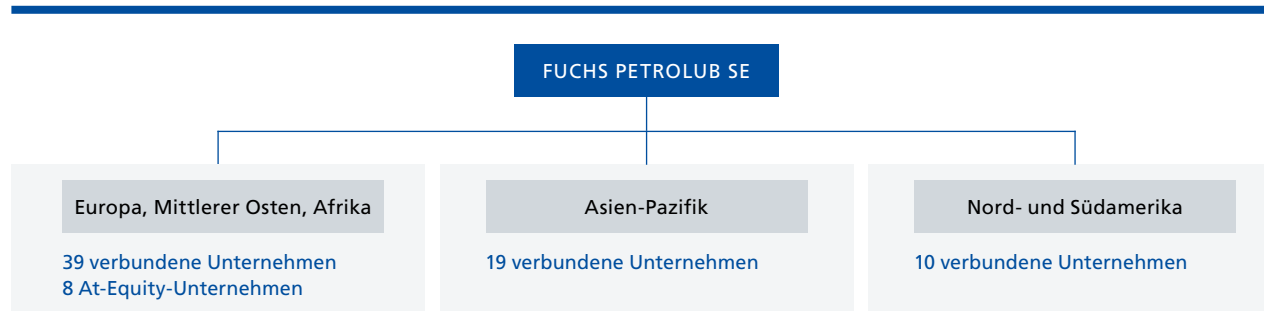 FUCHS PETROLUB SE
Europa, Mittlerer Osten, Afrika
39 verbundene Unternehmen
8 At-Equity-Unternehmen
Asien-Pazifik
19 verbundene Unternehmen
Nord- und Südamerika
10 verbundene Unternehmen